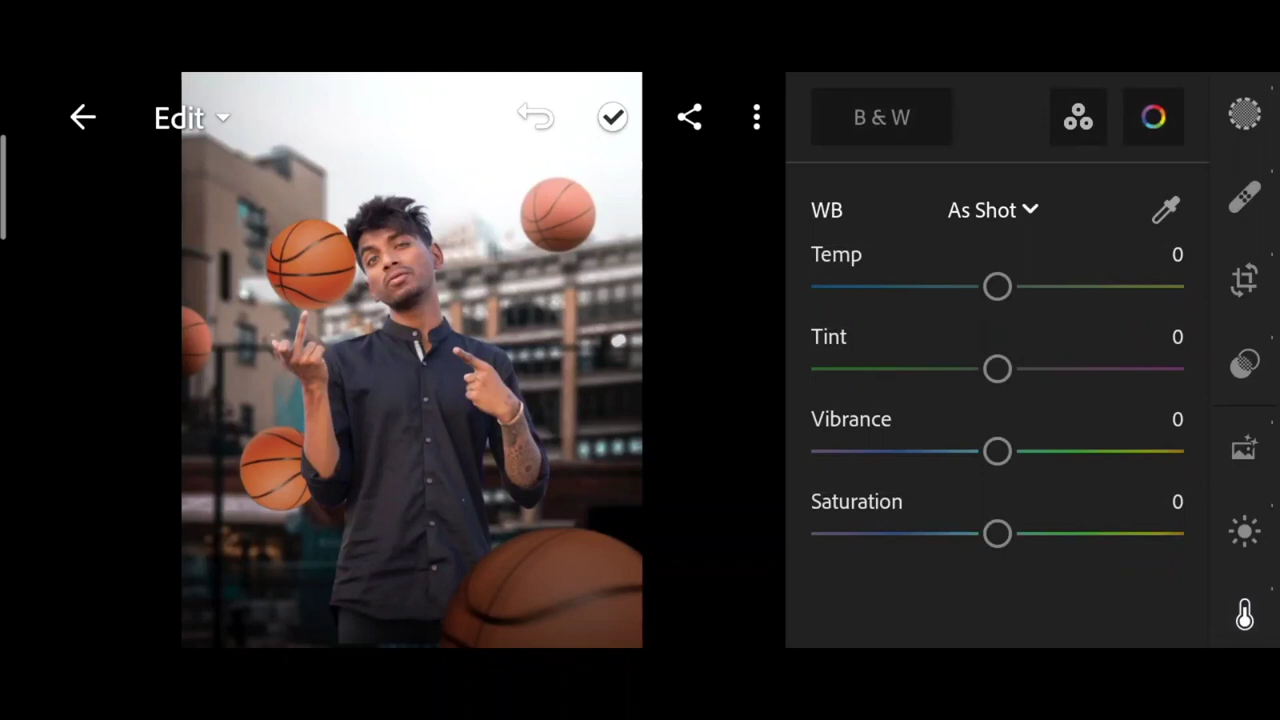 Edit
B & W
WB As Shot
Temp 0
Tint 0
Vibrance 0
Saturation 0